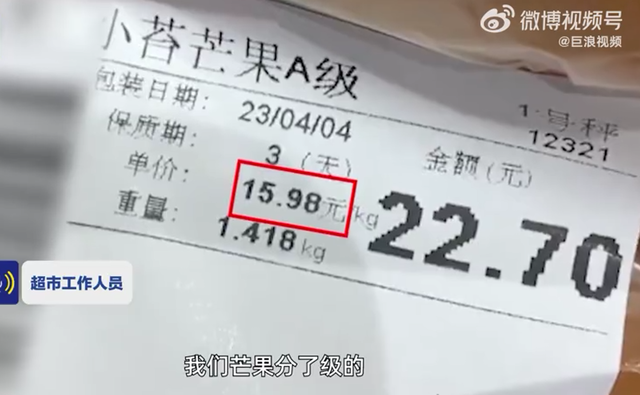 微博视频号
@巨浪视频
小苔芒果A级
包装日期: 23/04/04
1号秤
12321
保质期: 3 (天)
金额(元)
单价: 15.98元/kg
22.70
重量: 1.418kg
超市工作人员
我们芒果分了级的